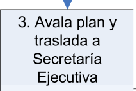 3. Avala plan y
traslada a
Secretaría
Ejecutiva